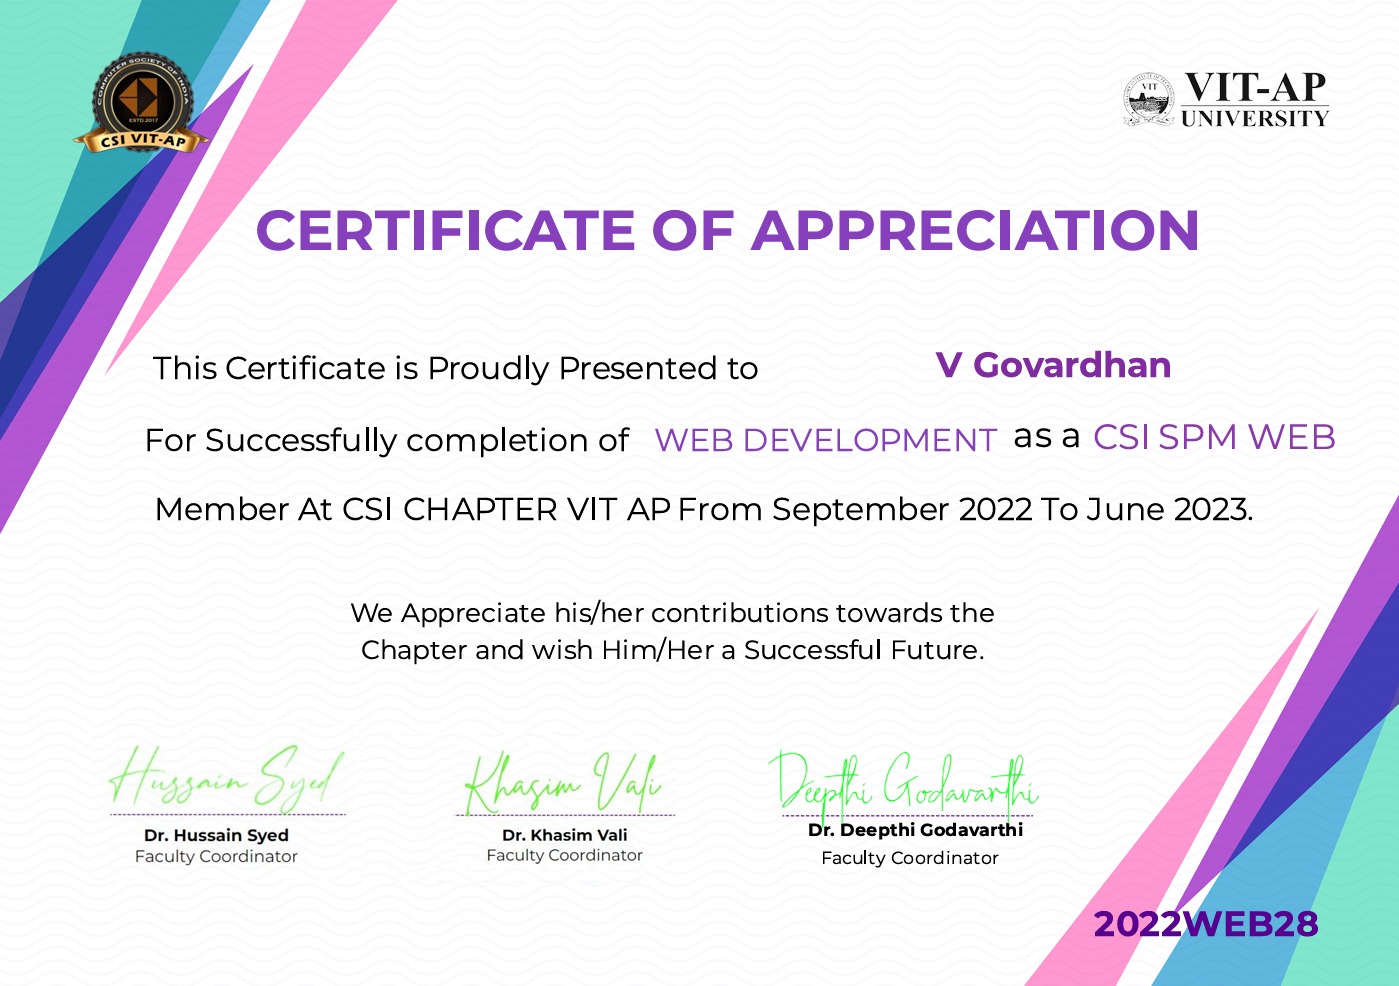 COMPUTER SOCIETY OF INDIA
ESTD.2017
CSI VIT-AP
VIT
VIT-AP
UNIVERSITY
CERTIFICATE OF APPRECIATION
This Certificate is Proudly Presented to V Govardhan
For Successfully completion of WEB DEVELOPMENT as a CSI SPM WEB
Member At CSI CHAPTER VIT AP From September 2022 To June 2023.
We Appreciate his/her contributions towards the
Chapter and wish Him/Her a Successful Future.
Hussain Syed Khasim Vali Deepthi Godavarthi
Dr. Hussain Syed Dr. Khasim Vali Dr. Deepthi Godavarthi
Faculty Coordinator Faculty Coordinator Faculty Coordinator
2022WEB28